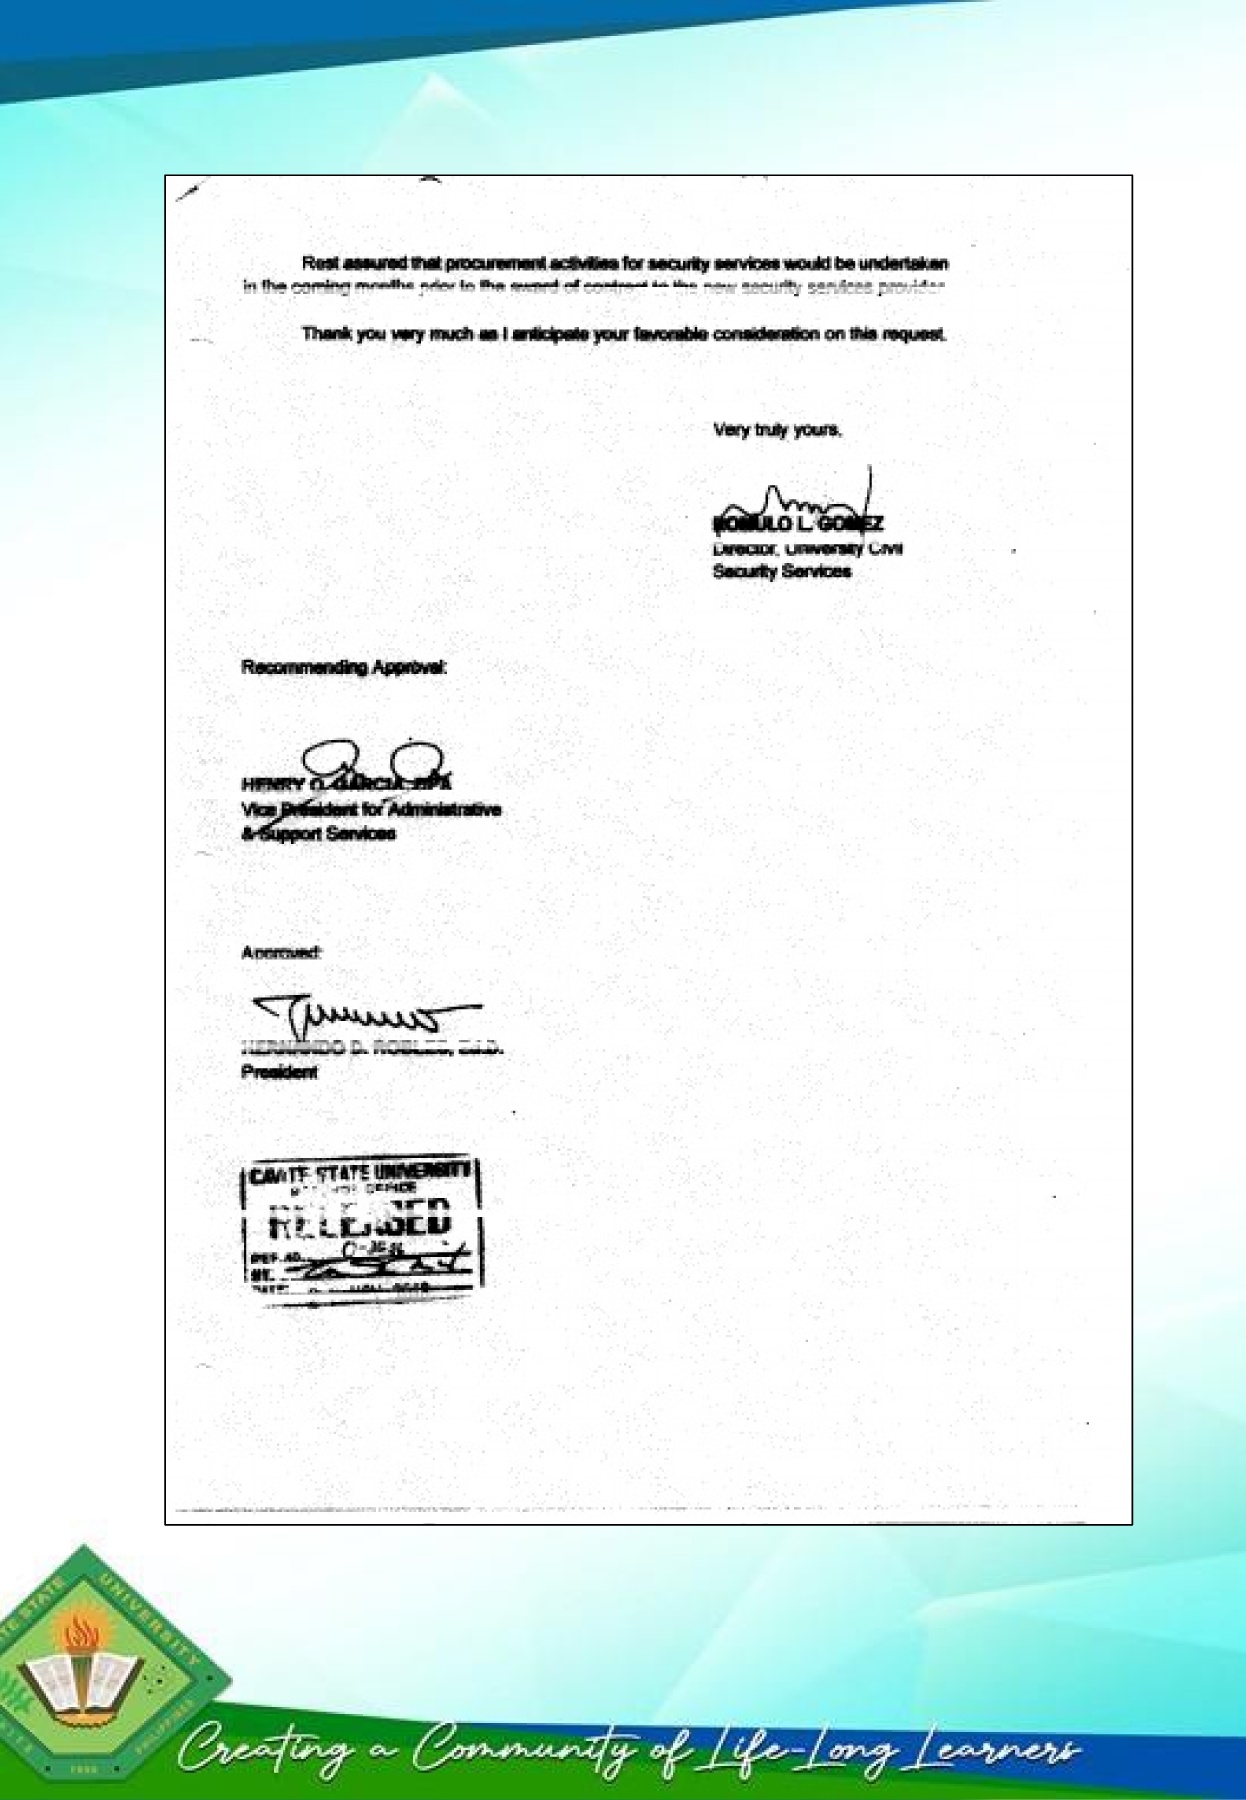 Rest assured that procurement activities for security services would be undertaken
in the coming months prior to the award of contract to the new security services provider.
Thank you very much as I anticipate your favorable consideration on this request.
Very truly yours,
ROMULO L. GOMEZ
Director, University Civil
Security Services
Recommending Approval:
HENRY O. GARCIA, DPA
Vice President for Administrative
& Support Services
Approved:
HERNANDO D. ROBLES, Ed.D.
President
CAVITE STATE UNIVERSITY
OFFICE
RELEASED
REF. NO.
BY:
DATE:
STATE UNIVERSITY
PHILIPPINES
1906
Creating a Community of Life-Long Learners